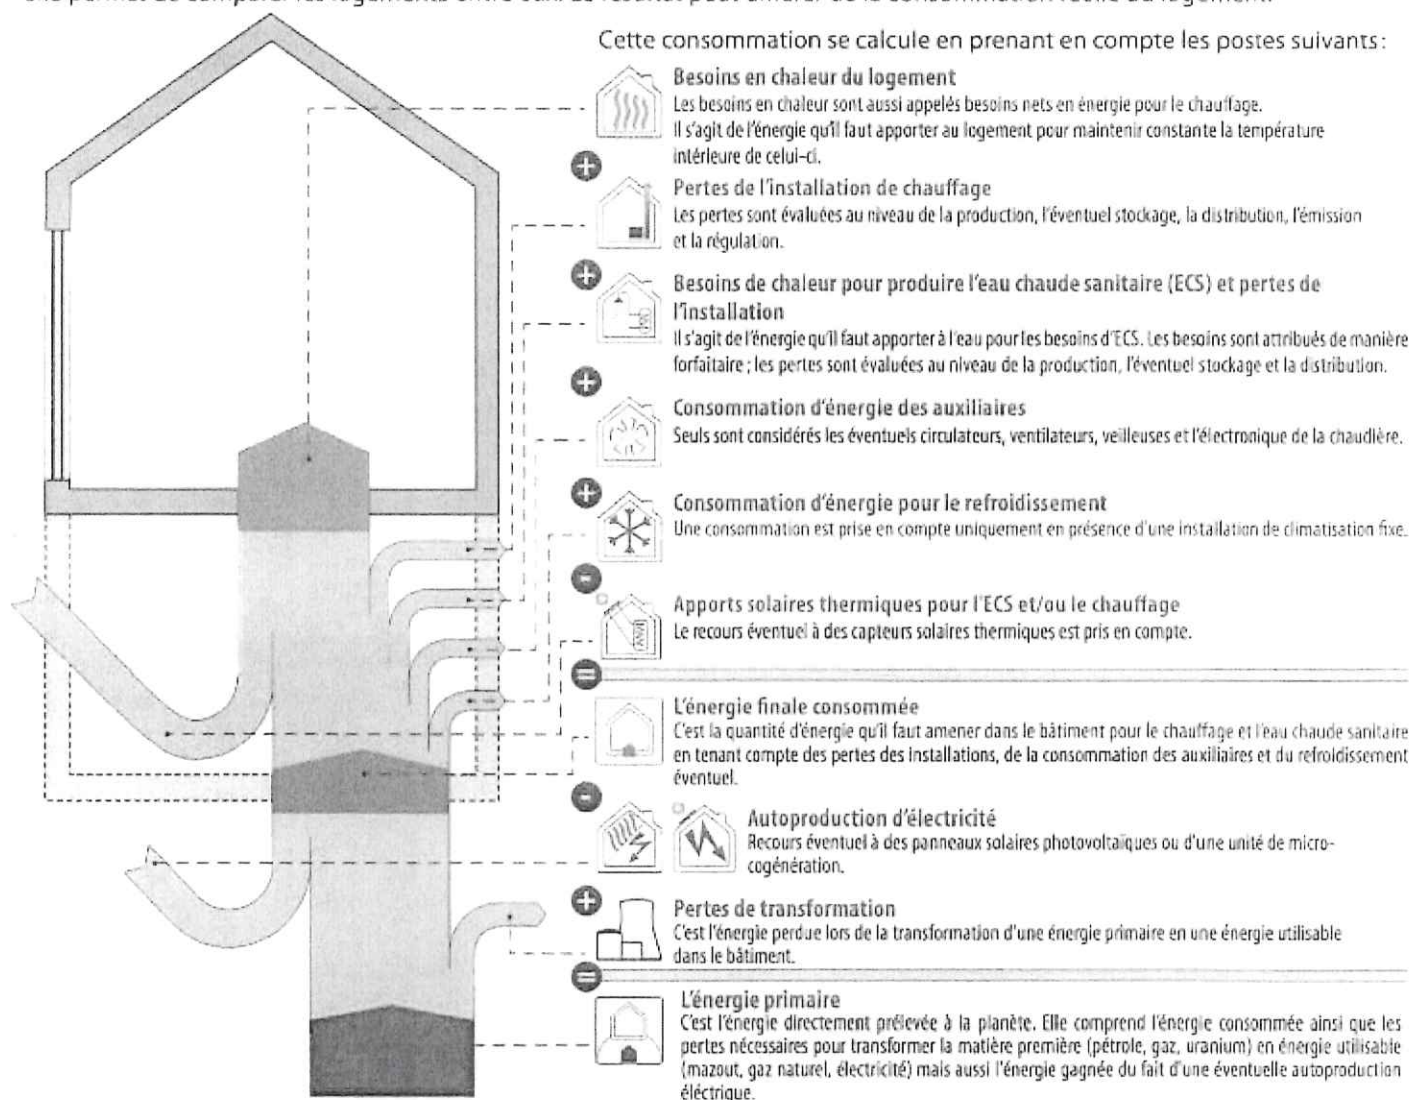 Cette consommation se calcule en prenant en compte les postes suivants:
Besoins en chaleur du logement
Les besoins en chaleur sont aussi appelés besoins nets en énergie pour le chauffage.
Il s'agit de l'énergie qu'il faut apporter au logement pour maintenir constante la température
intérieure de celui-ci.
+
Pertes de l'installation de chauffage
Les pertes sont évaluées au niveau de la production, l'éventuel stockage, la distribution, l'émission
et la régulation.
+
Besoins de chaleur pour produire l'eau chaude sanitaire (ECS) et pertes de
l'installation
Il s'agit de l'énergie qu'il faut apporter à l'eau pour les besoins d'ECS. Les besoins sont attribués de manière
forfaitaire ; les pertes sont évaluées au niveau de la production, l'éventuel stockage et la distribution.
+
Consommation d'énergie des auxiliaires
Seuls sont considérés les éventuels circulateurs, ventilateurs, veilleuses et l'électronique de la chaudière.
+
Consommation d'énergie pour le refroidissement
Une consommation est prise en compte uniquement en présence d'une installation de climatisation fixe.
-
Apports solaires thermiques pour l'ECS et/ou le chauffage
Le recours éventuel à des capteurs solaires thermiques est pris en compte.
=
L'énergie finale consommée
C'est la quantité d'énergie qu'il faut amener dans le bâtiment pour le chauffage et l'eau chaude sanitaire
en tenant compte des pertes des installations, de la consommation des auxiliaires et du refroidissement
éventuel.
-
Autoproduction d'électricité
Recours éventuel à des panneaux solaires photovoltaïques ou d'une unité de micro-
cogénération.
+
Pertes de transformation
C'est l'énergie perdue lors de la transformation d'une énergie primaire en une énergie utilisable
dans le bâtiment.
=
L'énergie primaire
C'est l'énergie directement prélevée à la planète. Elle comprend l'énergie consommée ainsi que les
pertes nécessaires pour transformer la matière première (pétrole, gaz, uranium) en énergie utilisable
(mazout, gaz naturel, électricité) mais aussi l'énergie gagnée du fait d'une éventuelle autoproduction
éléctrique.